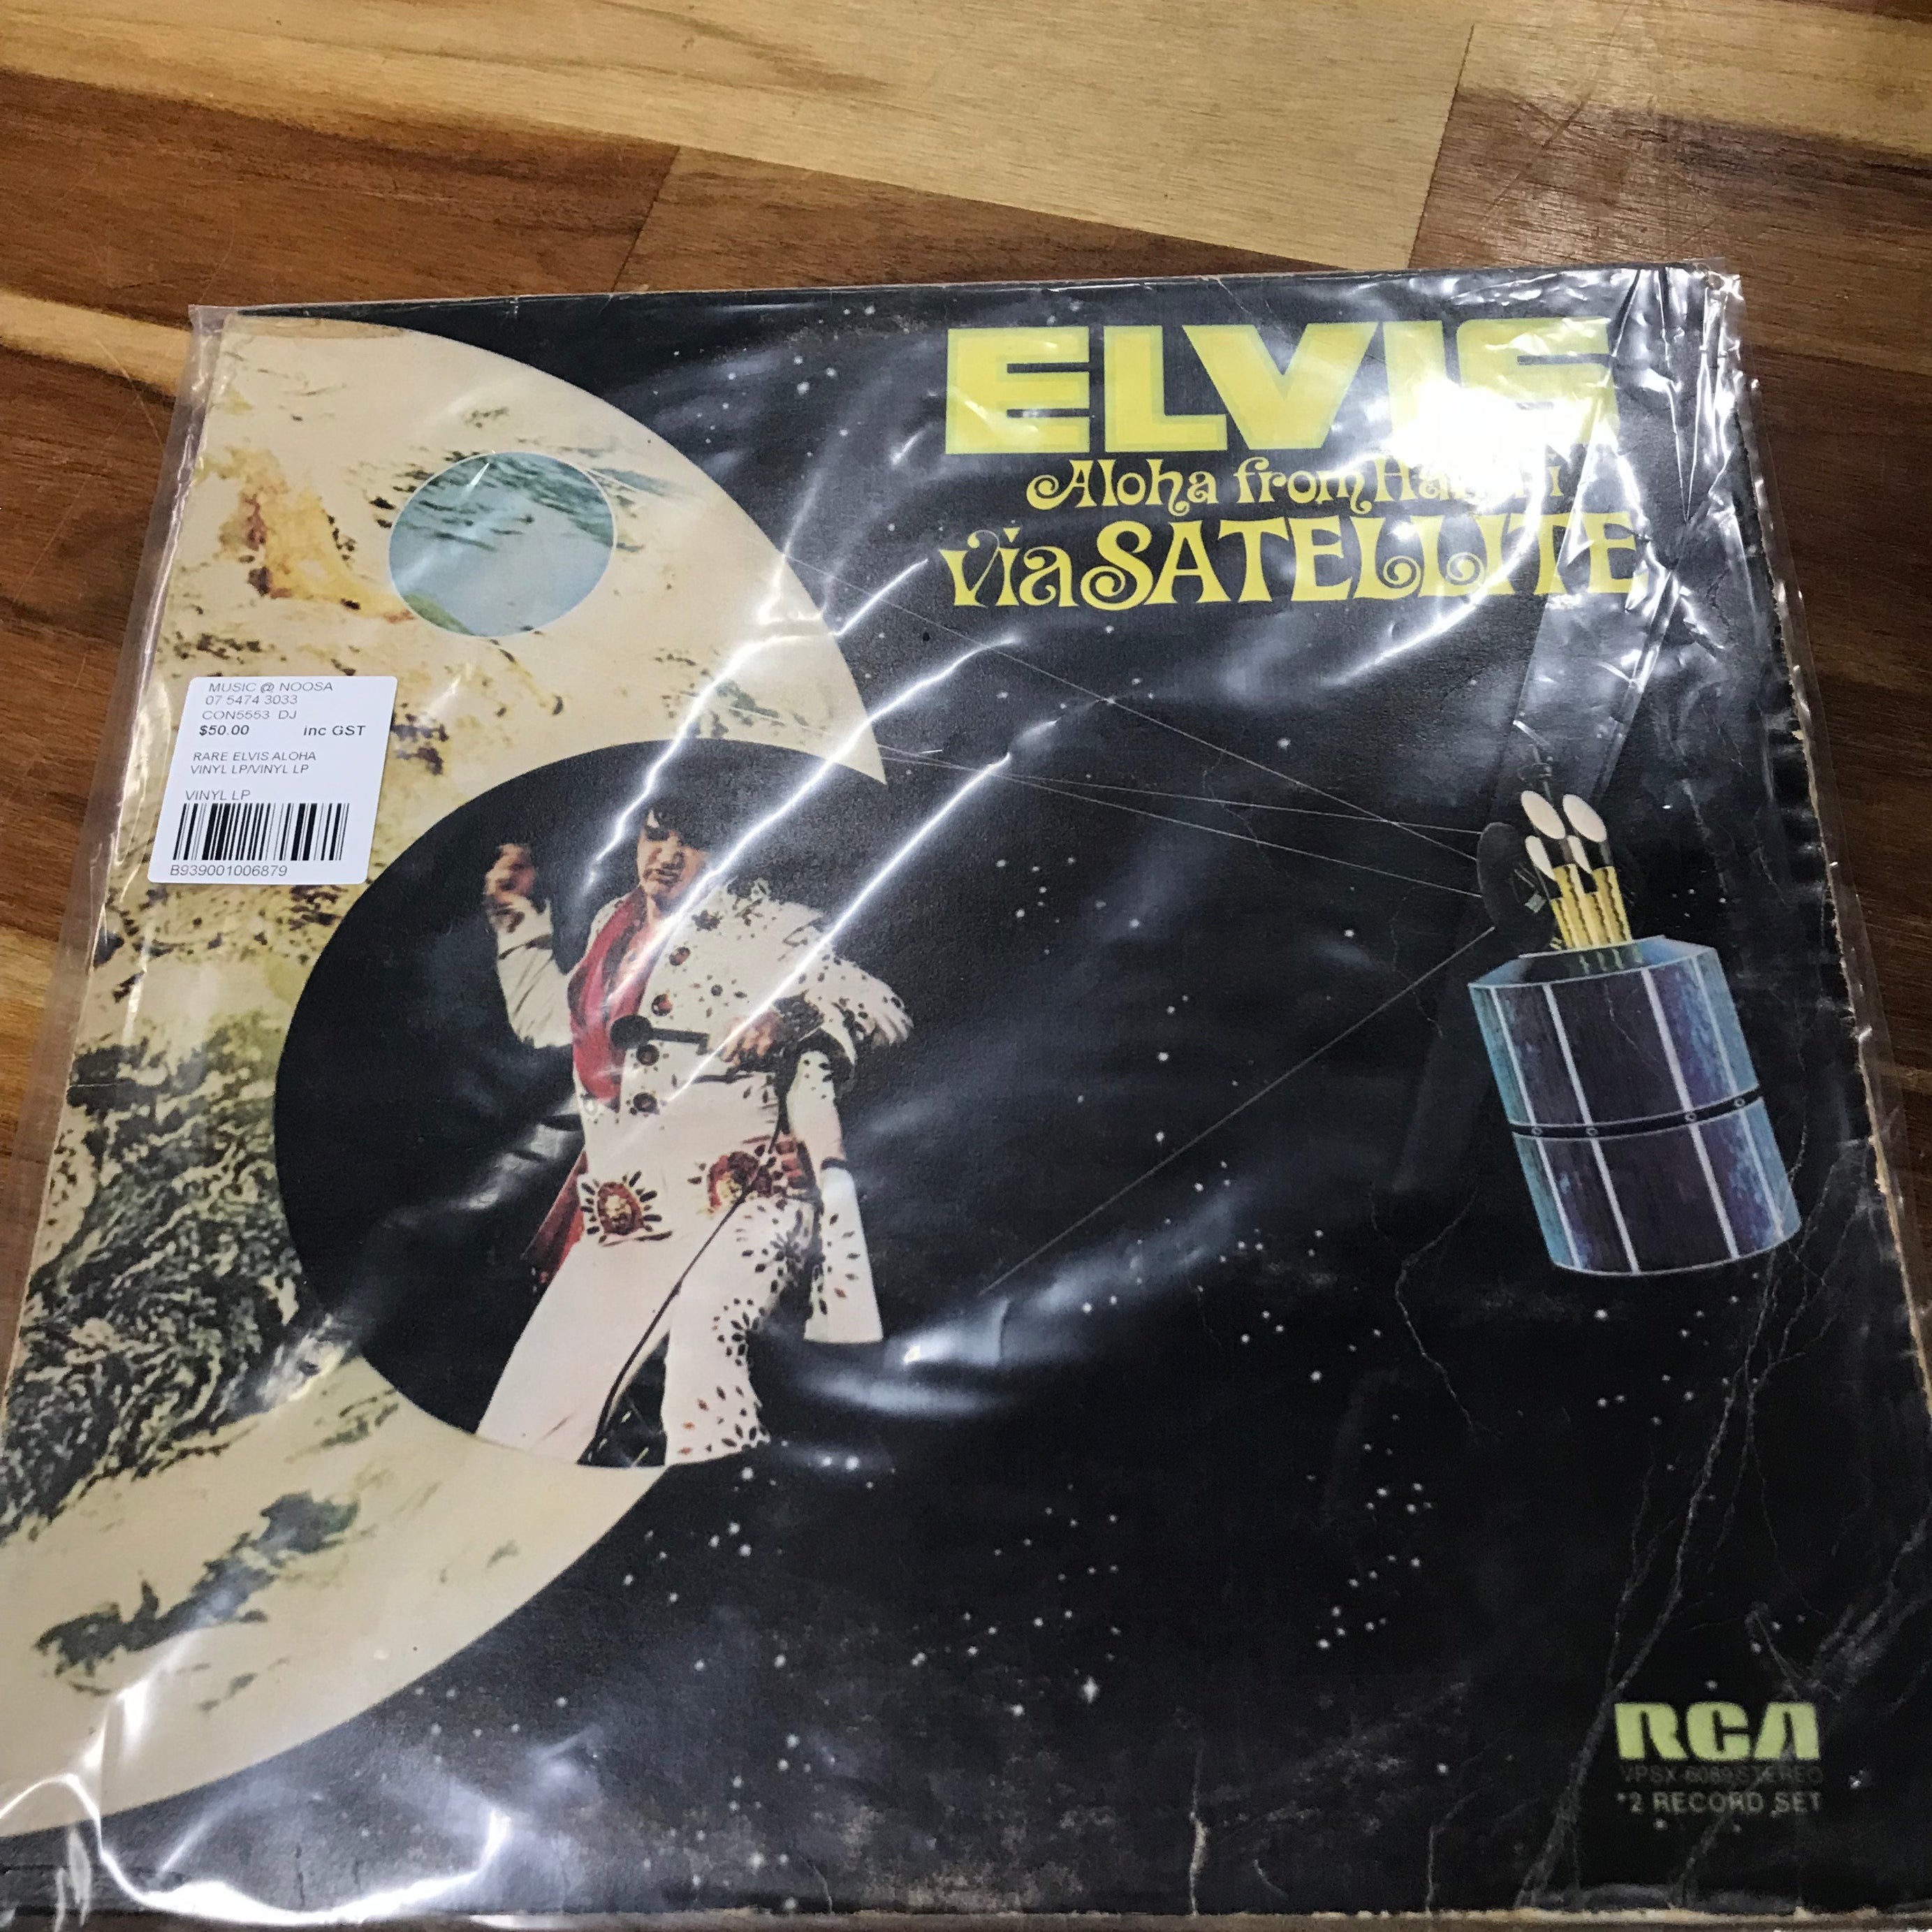 ELVIS
Aloha from Hawaii
via SATELLITE
MUSIC @ NOOSA
07 5474 3033
CON5553 DJ
$50.00 inc GST
RARE ELVIS ALOHA
VINYL LP/VINYL LP
VINYL LP
B939001006879
RCA
VPSX-6089 STEREO
*2 RECORD SET